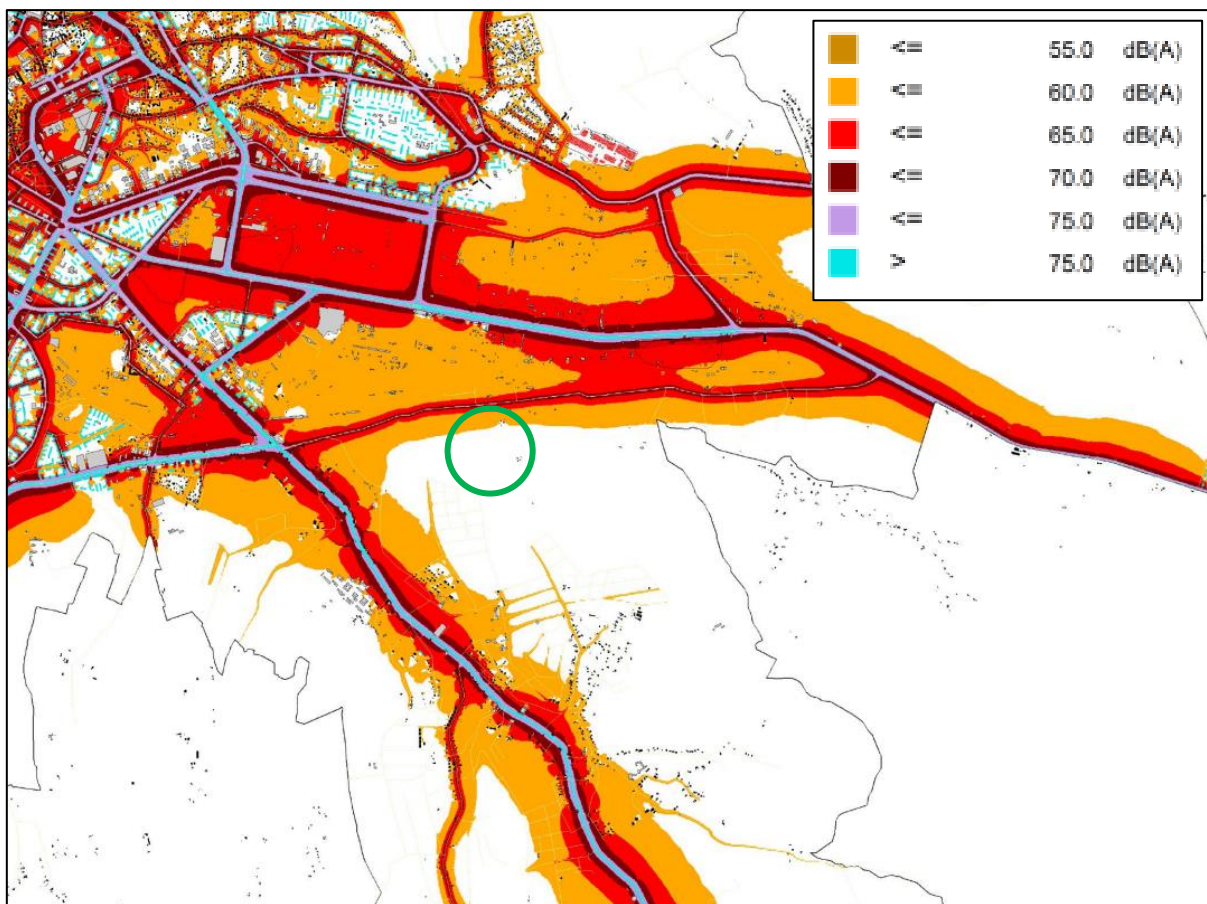 <= 55.0 dB(A)
<= 60.0 dB(A)
<= 65.0 dB(A)
<= 70.0 dB(A)
<= 75.0 dB(A)
> 75.0 dB(A)